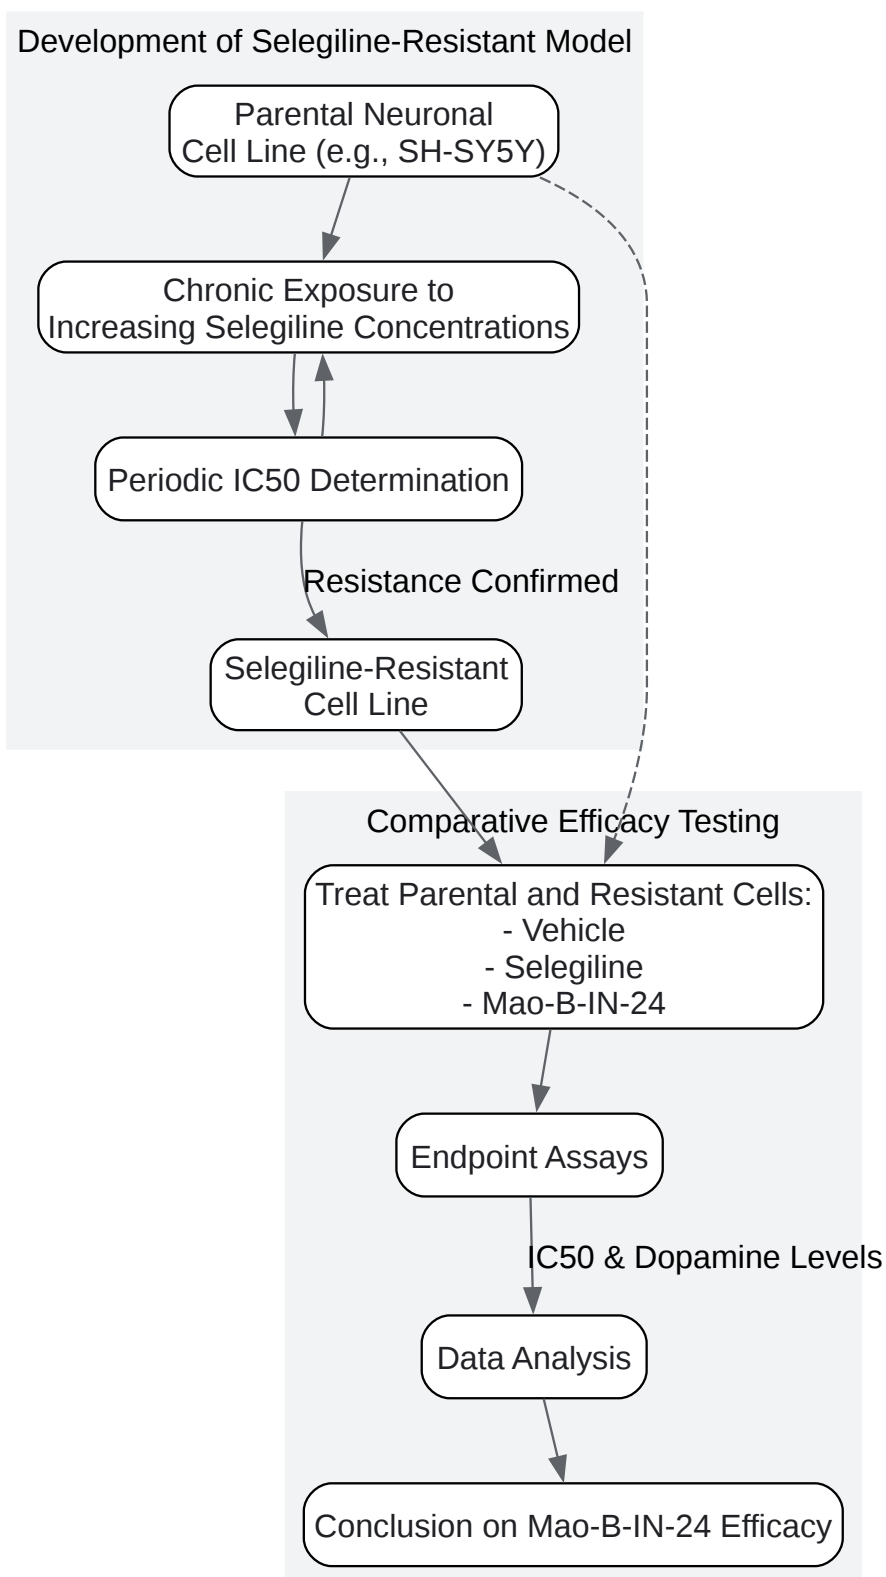 Development of Selegiline-Resistant Model
Parental Neuronal
Cell Line (e.g., SH-SY5Y)
Chronic Exposure to
Increasing Selegiline Concentrations
Periodic IC50 Determination
Resistance Confirmed
Selegiline-Resistant
Cell Line
Comparative Efficacy Testing
Treat Parental and Resistant Cells:
- Vehicle
- Selegiline
- Mao-B-IN-24
Endpoint Assays
IC50 & Dopamine Levels
Data Analysis
Conclusion on Mao-B-IN-24 Efficacy